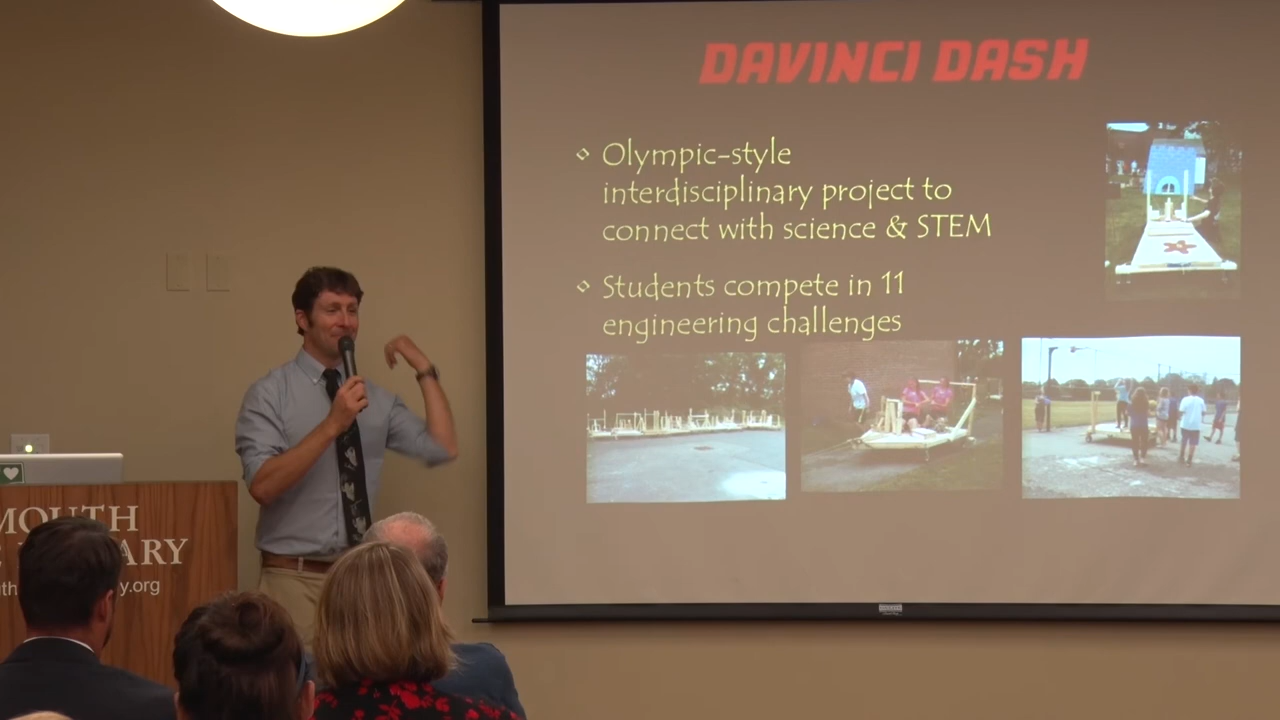 DAVINCI DASH
Olympic-style
interdisciplinary project to
connect with science & STEM
Students compete in 11
engineering challenges
MOUTH
ARY
y.org